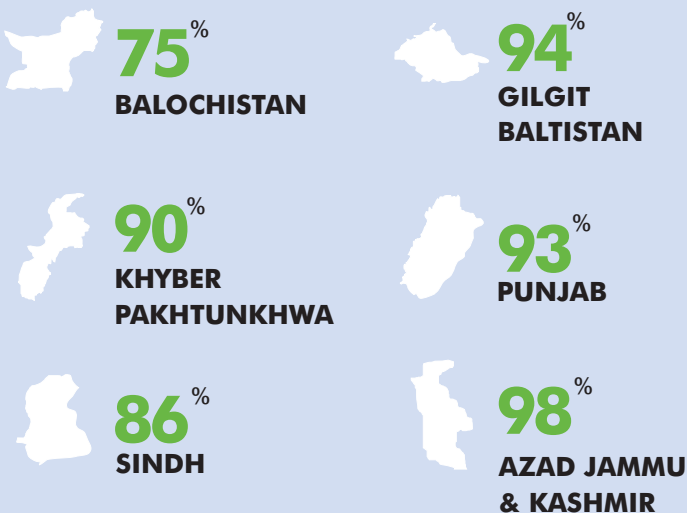 75%
BALOCHISTAN
94%
GILGIT
BALTISTAN
90%
KHYBER
PAKHTUNKHWA
93%
PUNJAB
86%
SINDH
98%
AZAD JAMMU
& KASHMIR